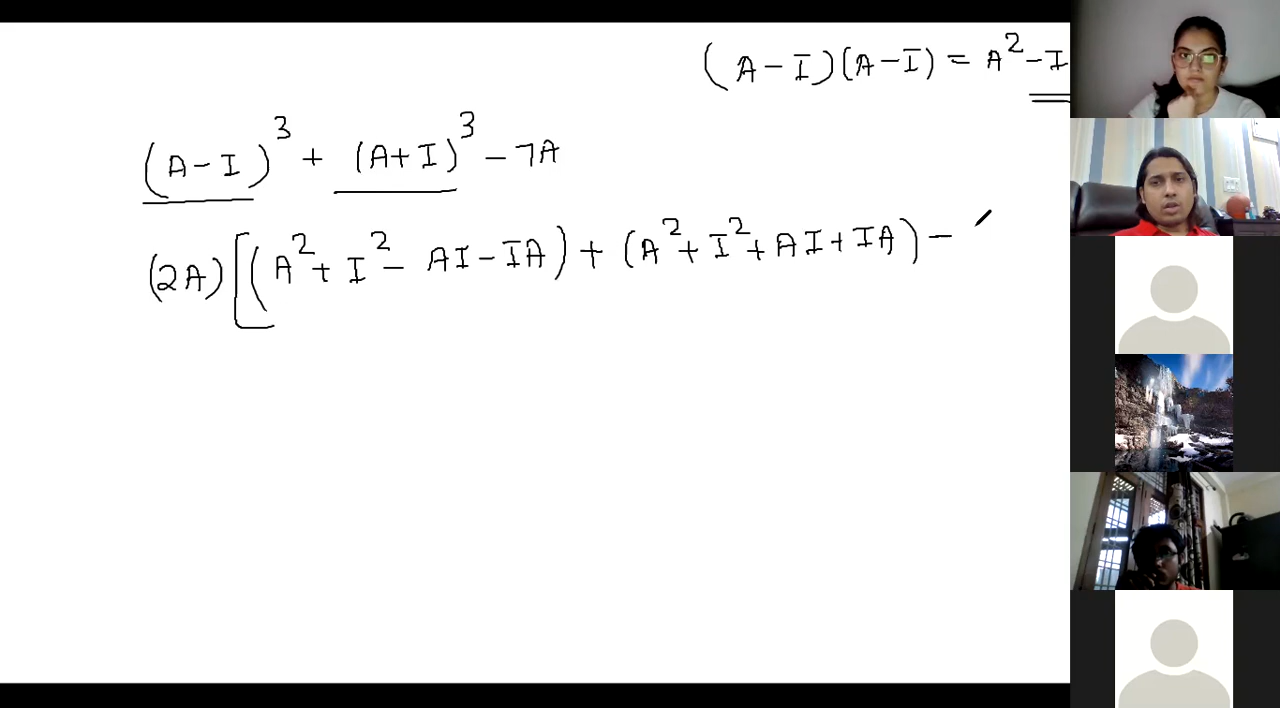 (A-I)(A-I) = A²-I
(A-I)³ + (A+I)³ - 7A
(2A)[(A²+I²- AI-IA) + (A²+I²+AI+IA) -